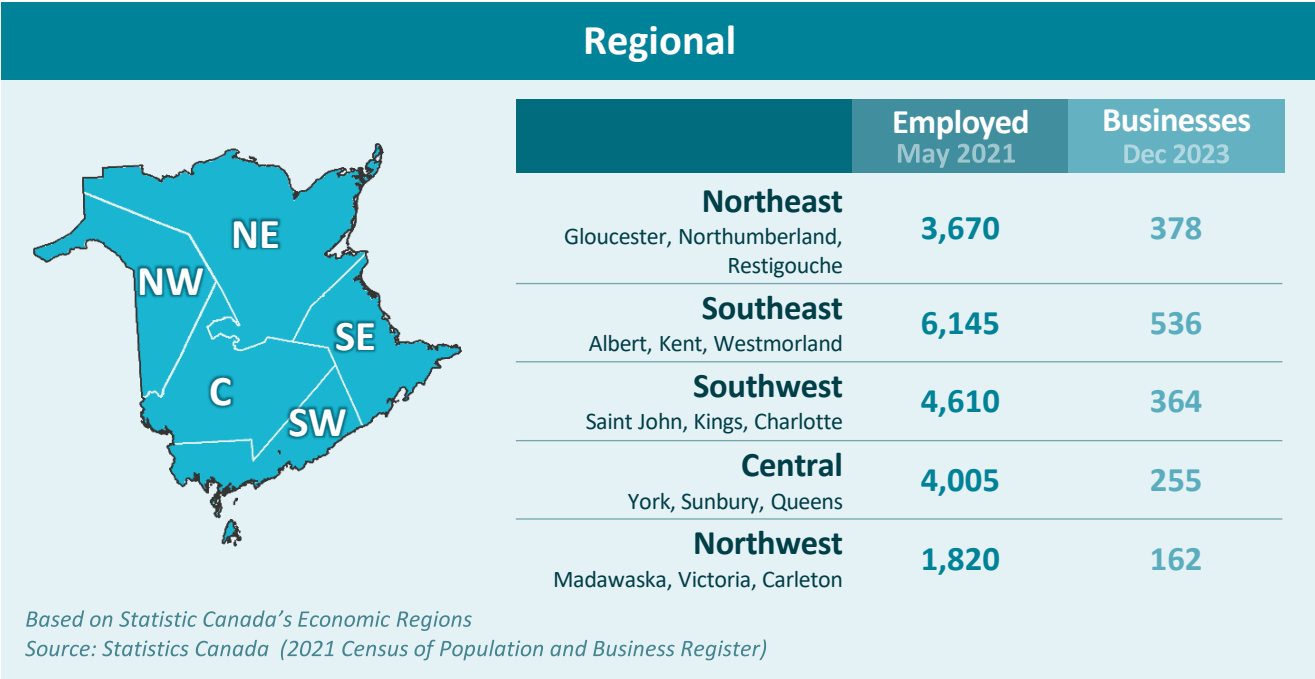 Regional
Employed
May 2021
Businesses
Dec 2023
NE
NW
SE
C
SW
Northeast
Gloucester, Northumberland,
Restigouche
3,670
378
Southeast
Albert, Kent, Westmorland
6,145
536
Southwest
Saint John, Kings, Charlotte
4,610
364
Central
York, Sunbury, Queens
4,005
255
Northwest
Madawaska, Victoria, Carleton
1,820
162
Based on Statistic Canada's Economic Regions
Source: Statistics Canada  (2021 Census of Population and Business Register)